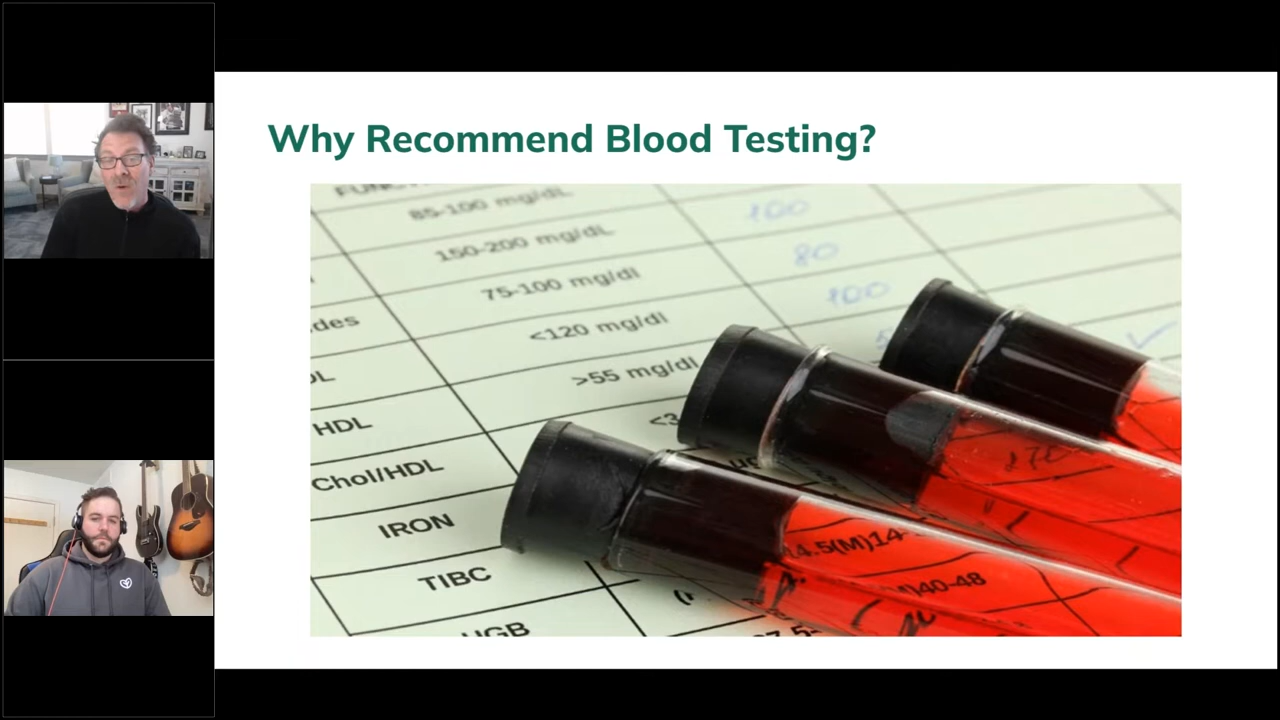 Why Recommend Blood Testing?
85-100 mg/dL
100
150-200 mg/dL
80
75-100 mg/dl
100
<120 mg/dl
>55 mg/dl
HDL
Chol/HDL
IRON
TIBC
HGB